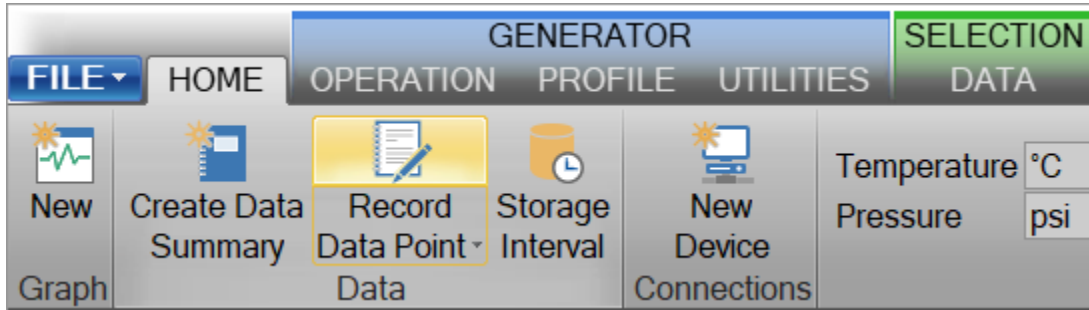 GENERATOR SELECTION
FILE HOME OPERATION PROFILE UTILITIES DATA
New Create Data Summary Record Data Point Storage Interval New Device Temperature °C
Pressure psi
Graph Data Connections